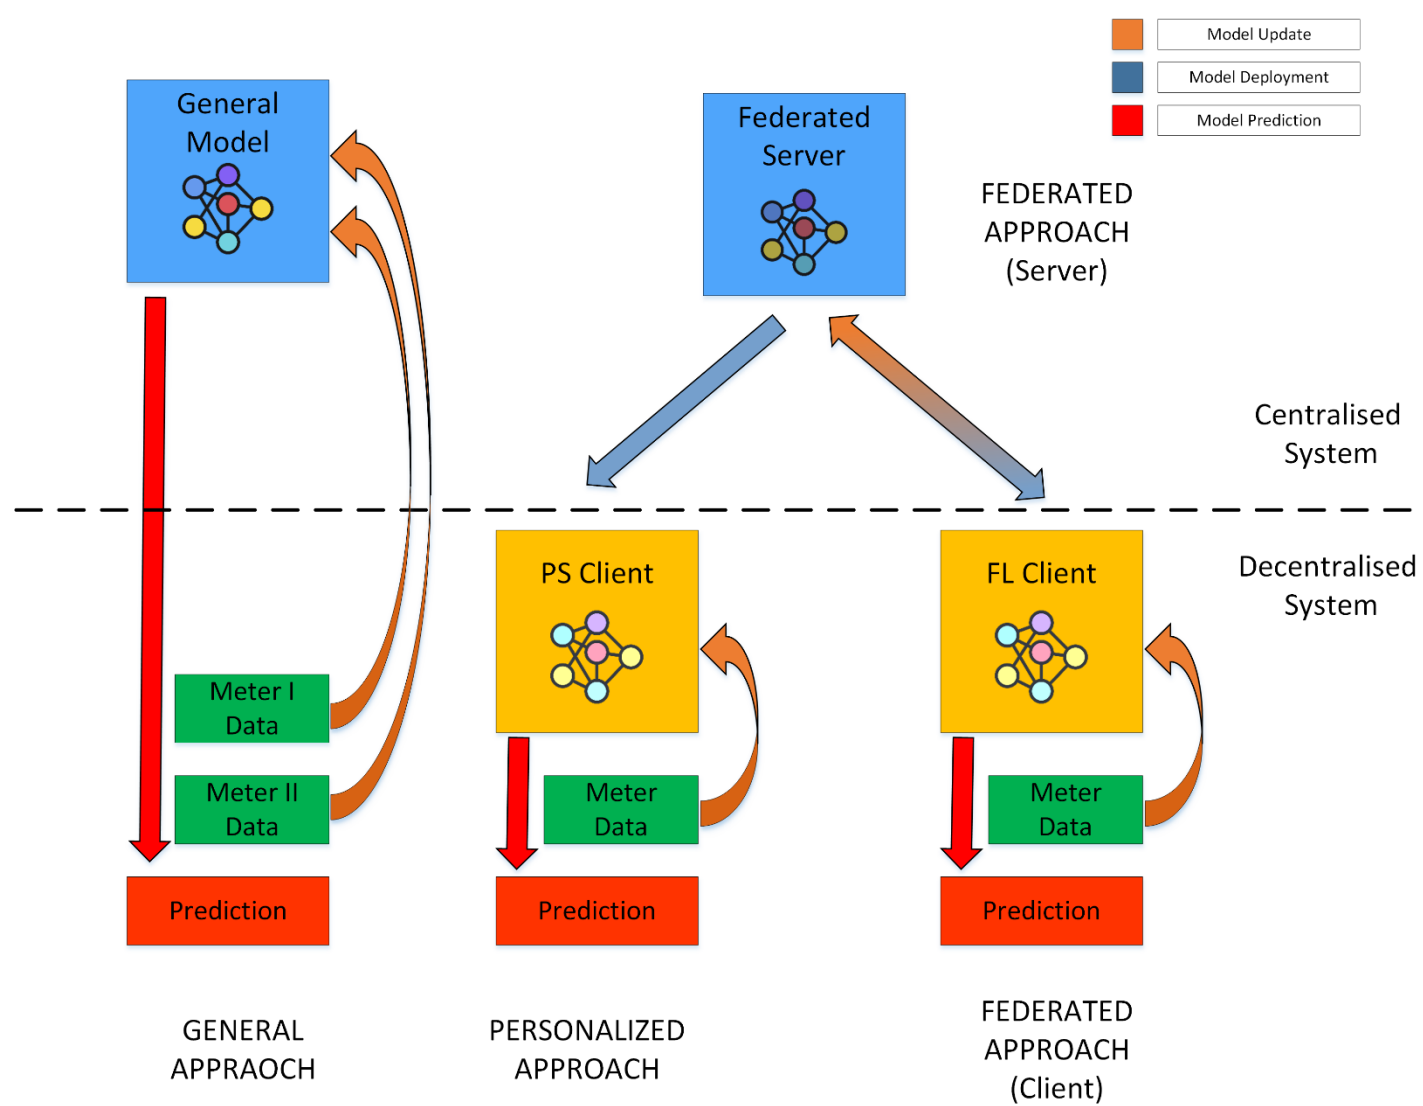 Model Update
Model Deployment
Model Prediction
General
Model
Federated
Server
FEDERATED
APPROACH
(Server)
Centralised
System
Decentralised
System
PS Client
FL Client
Meter I
Data
Meter II
Data
Meter
Data
Meter
Data
Prediction
Prediction
Prediction
GENERAL
APPRAOCH
PERSONALIZED
APPROACH
FEDERATED
APPROACH
(Client)